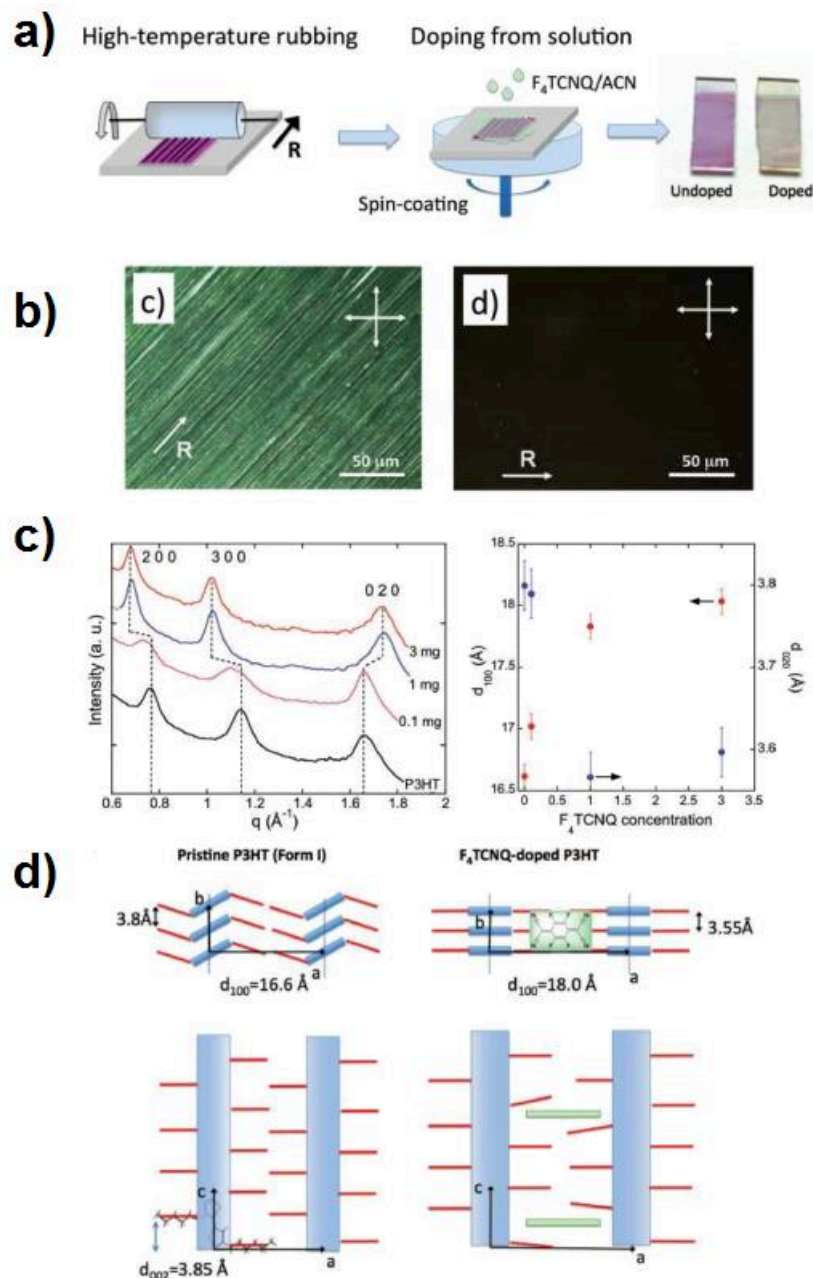 a)
High-temperature rubbing
Doping from solution
F₄TCNQ/ACN
R
Spin-coating
Undoped
Doped
b)
c)
R
50 μm
d)
R
50 μm
c)
Intensity (a. u.)
2 0 0
3 0 0
0 2 0
3 mg
1 mg
0.1 mg
P3HT
0.6
0.8
1
1.2
1.4
1.6
1.8
2
q (Å⁻¹)
d₁₀₀ (Å)
18.5
18
17.5
17
16.5
3.8
3.7
3.6
d₀₂₀ (Å)
0
0.5
1
1.5
2
2.5
3
3.5
F₄TCNQ concentration
d)
Pristine P3HT (Form I)
F₄TCNQ-doped P3HT
3.8Å
b
a
d₁₀₀=16.6 Å
b
a
3.55Å
d₁₀₀=18.0 Å
c
a
d₀₀₂=3.85 Å
c
a